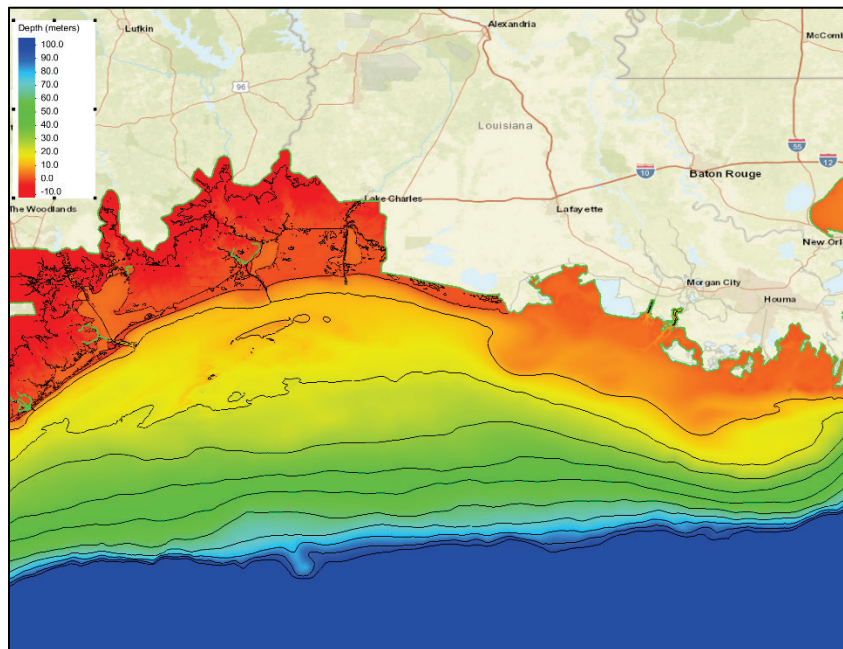 Depth (meters)
100.0
90.0
80.0
70.0
60.0
50.0
40.0
30.0
20.0
10.0
0.0
-10.0
Lufkin
Alexandria
McComb
96
Louisiana
55
12
10
Baton Rouge
Lake Charles
The Woodlands
Lafayette
New Orl
Morgan City
Houma